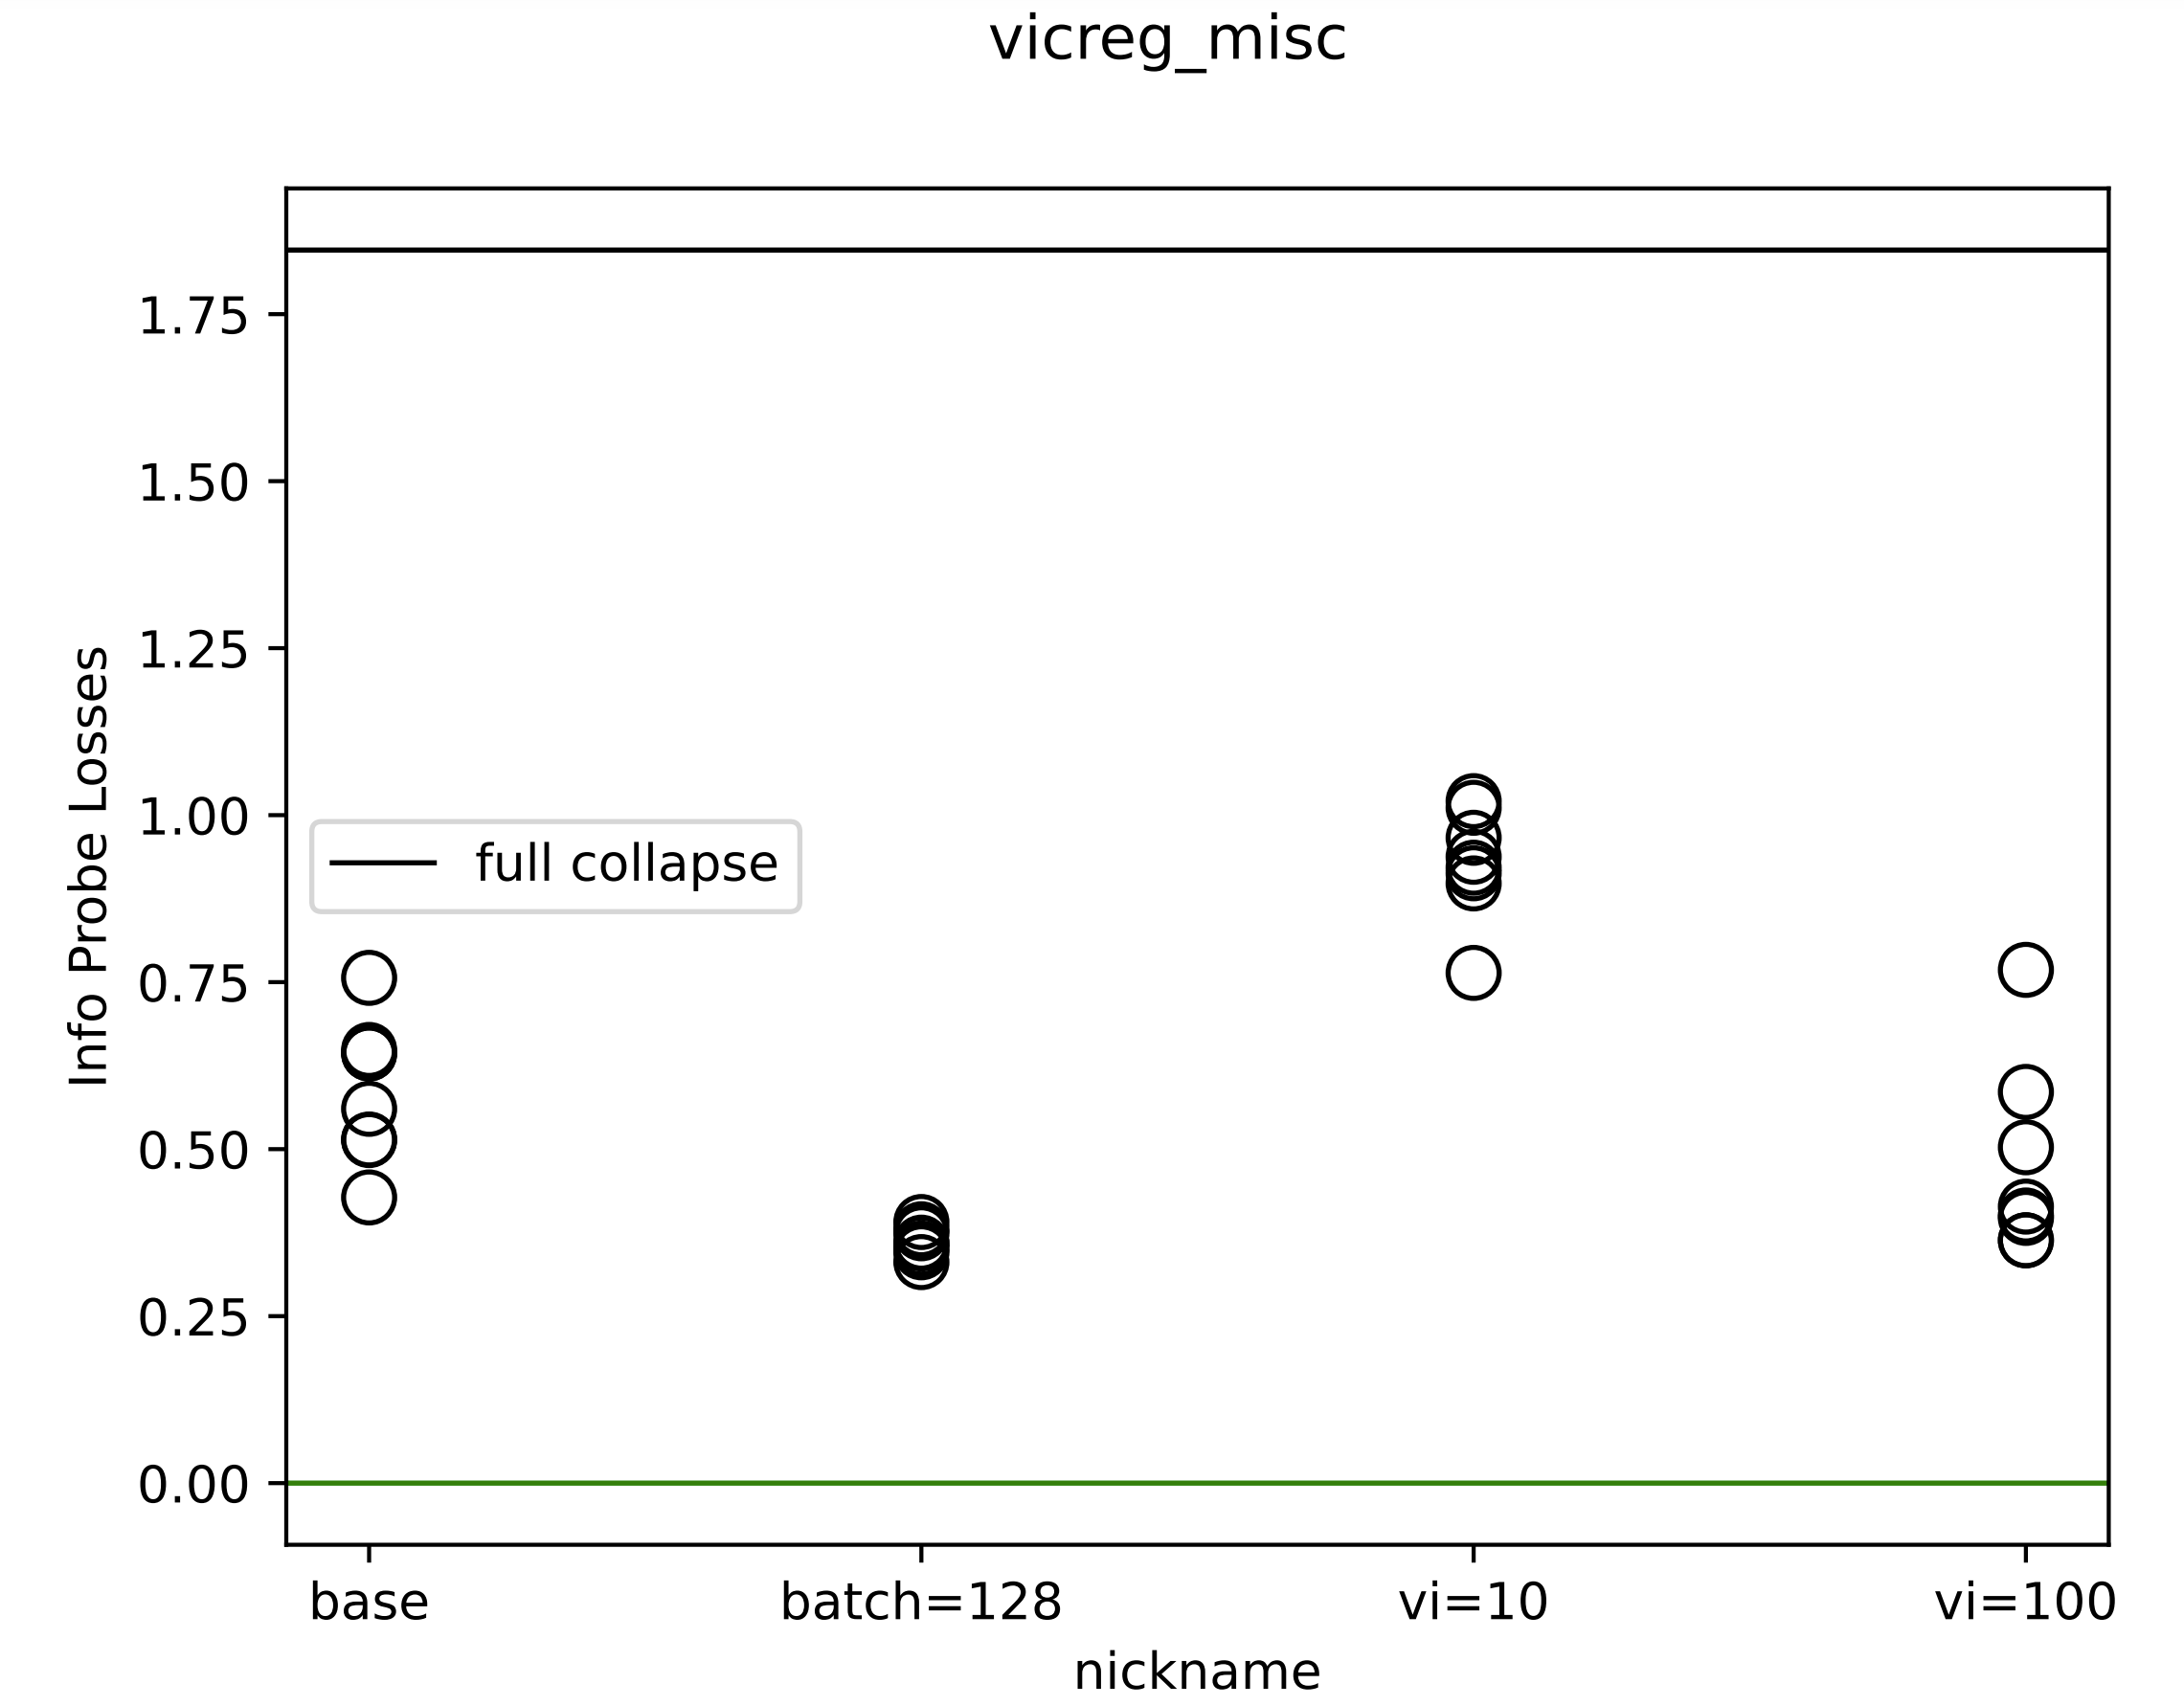 vicreg_misc
Info Probe Losses
1.75
1.50
1.25
1.00
0.75
0.50
0.25
0.00
full collapse
base batch=128 vi=10 vi=100
nickname